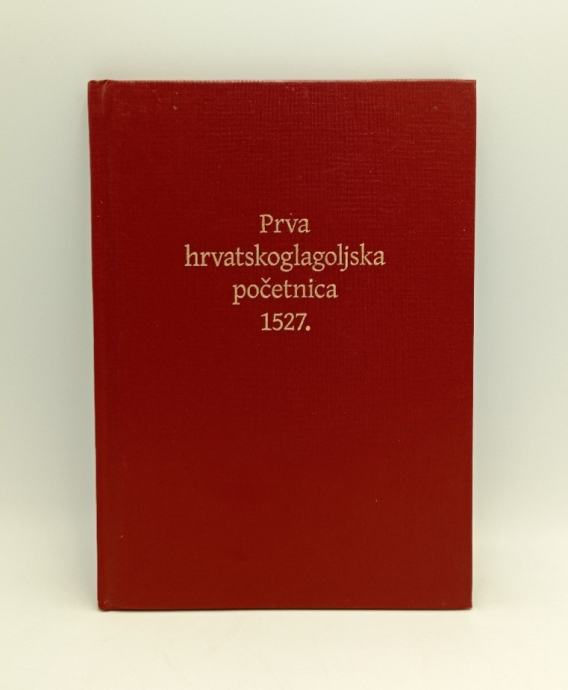 Prva
hrvatskoglagoljska
početnica
1527.